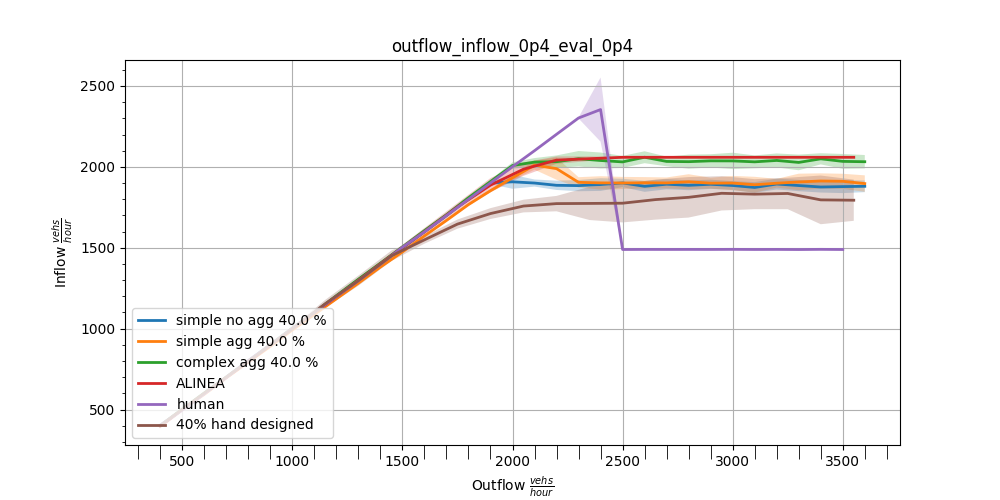 outflow_inflow_0p4_eval_0p4
Inflow vehs/hour
2500
2000
1500
1000
500
simple no agg 40.0 %
simple agg 40.0 %
complex agg 40.0 %
ALINEA
human
40% hand designed
500 1000 1500 2000 2500 3000 3500
Outflow vehs/hour